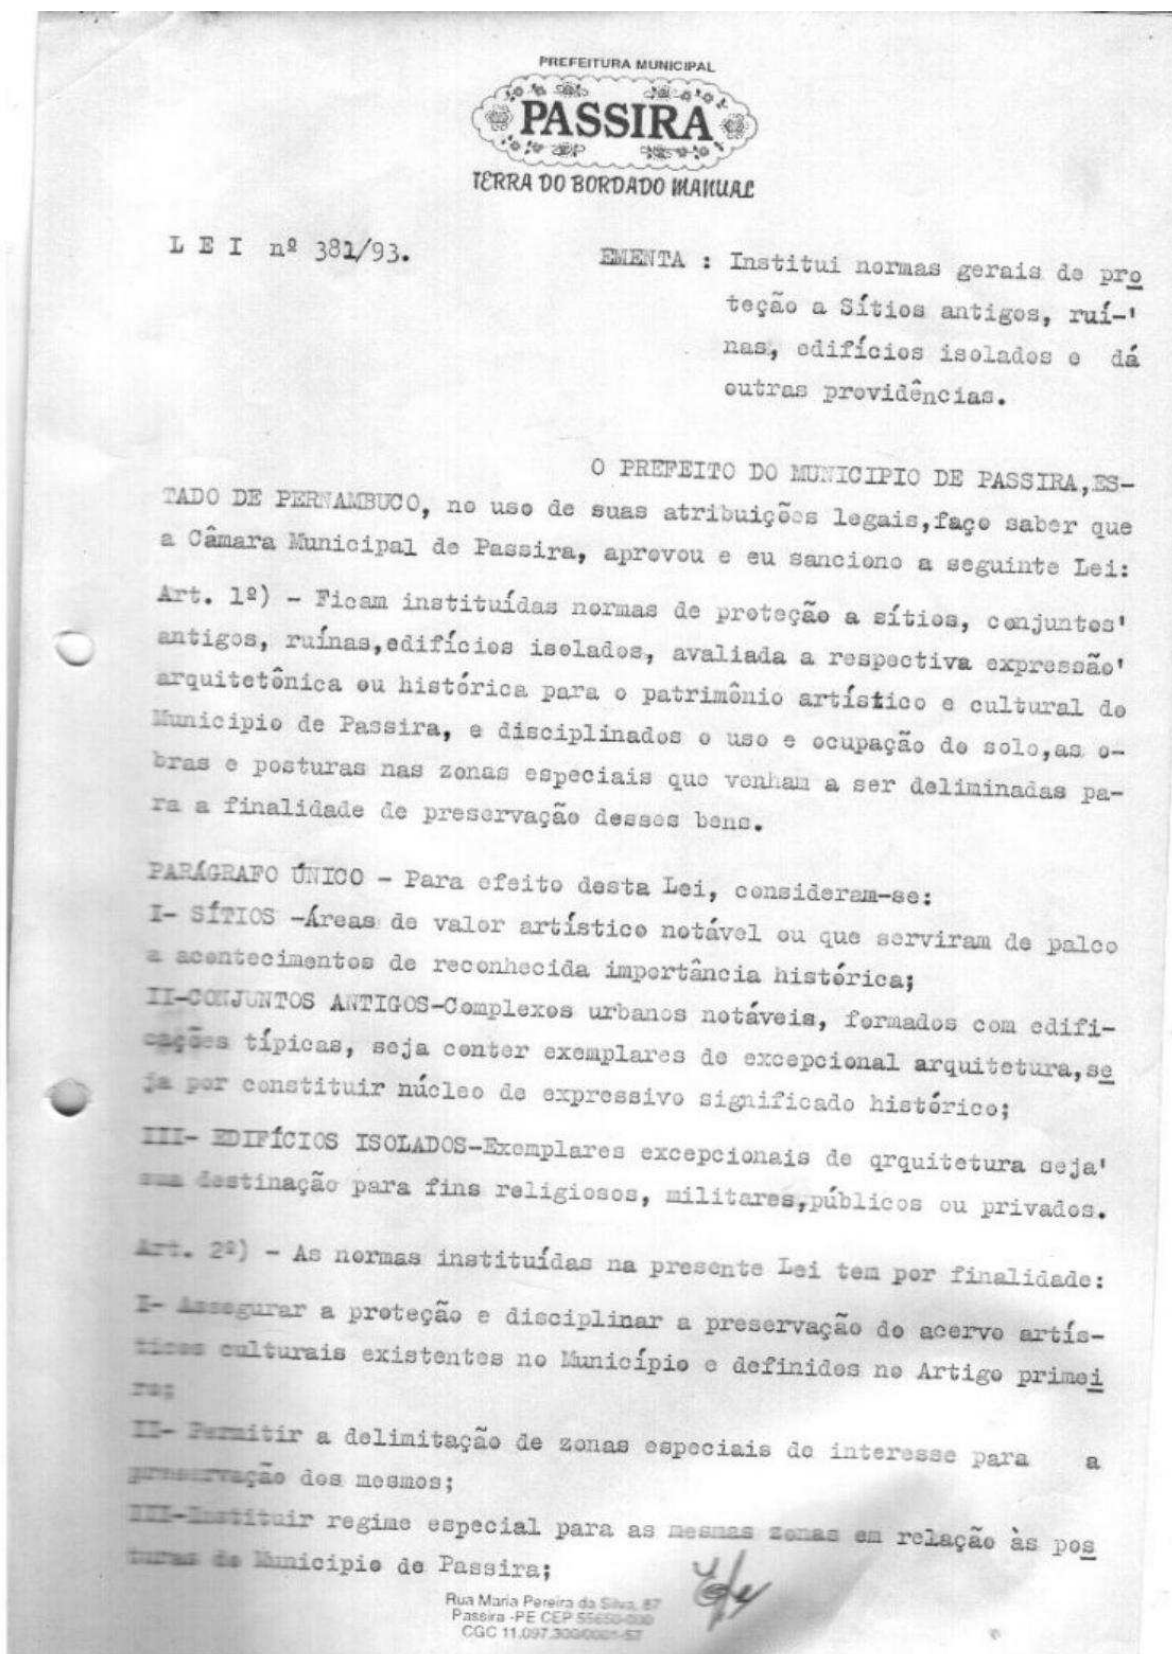 PREFEITURA MUNICIPAL
PASSIRA
TERRA DO BORDADO MANUAL
L E I nº 381/93.
EMENTA : Institui normas gerais de pro
teção a Sítios antigos, ruí-'
nas, edifícios isolados e dá
outras providências.
O PREFEITO DO MUNICIPIO DE PASSIRA,ES-
TADO DE PERNAMBUCO, no uso de suas atribuições legais,faço saber que
a Câmara Municipal de Passira, aprovou e eu sanciono a seguinte Lei:
Art. 1º) - Ficam instituídas normas de proteção a sítios, conjuntos'
antigos, ruínas,edifícios isolados, avaliada a respectiva expressão'
arquitetônica ou histórica para o patrimônio artístico e cultural do
Municipio de Passira, e disciplinados o uso e ocupação do solo,as o-
bras e posturas nas zonas especiais que venham a ser deliminadas pa-
ra a finalidade de preservação desses bens.
PARÁGRAFO ÚNICO - Para efeito desta Lei, consideram-se:
I- SÍTIOS -Áreas de valor artístico notável ou que serviram de palco
a acontecimentos de reconhecida importância histórica;
II-CONJUNTOS ANTIGOS-Complexos urbanos notáveis, formados com edifi-
cações típicas, seja conter exemplares de excepcional arquitetura,se
ja por constituir núcleo de expressivo significado histórico;
III- EDIFÍCIOS ISOLADOS-Exemplares excepcionais de qrquitetura seja'
sua destinação para fins religiosos, militares,públicos ou privados.
Art. 2º) - As normas instituídas na presente Lei tem por finalidade:
I- Assegurar a proteção e disciplinar a preservação do acervo artís-
ticos culturais existentes no Município e definidos no Artigo primei
ro;
II- Permitir a delimitação de zonas especiais de interesse para a
preservação dos mesmos;
III-Instituir regime especial para as mesmas zonas em relação às pos
turas do Municipio de Passira;
Rua Maria Pereira da Silva, 87
Passira -PE CEP 55650-000
CGC 11.097.300/0001-57